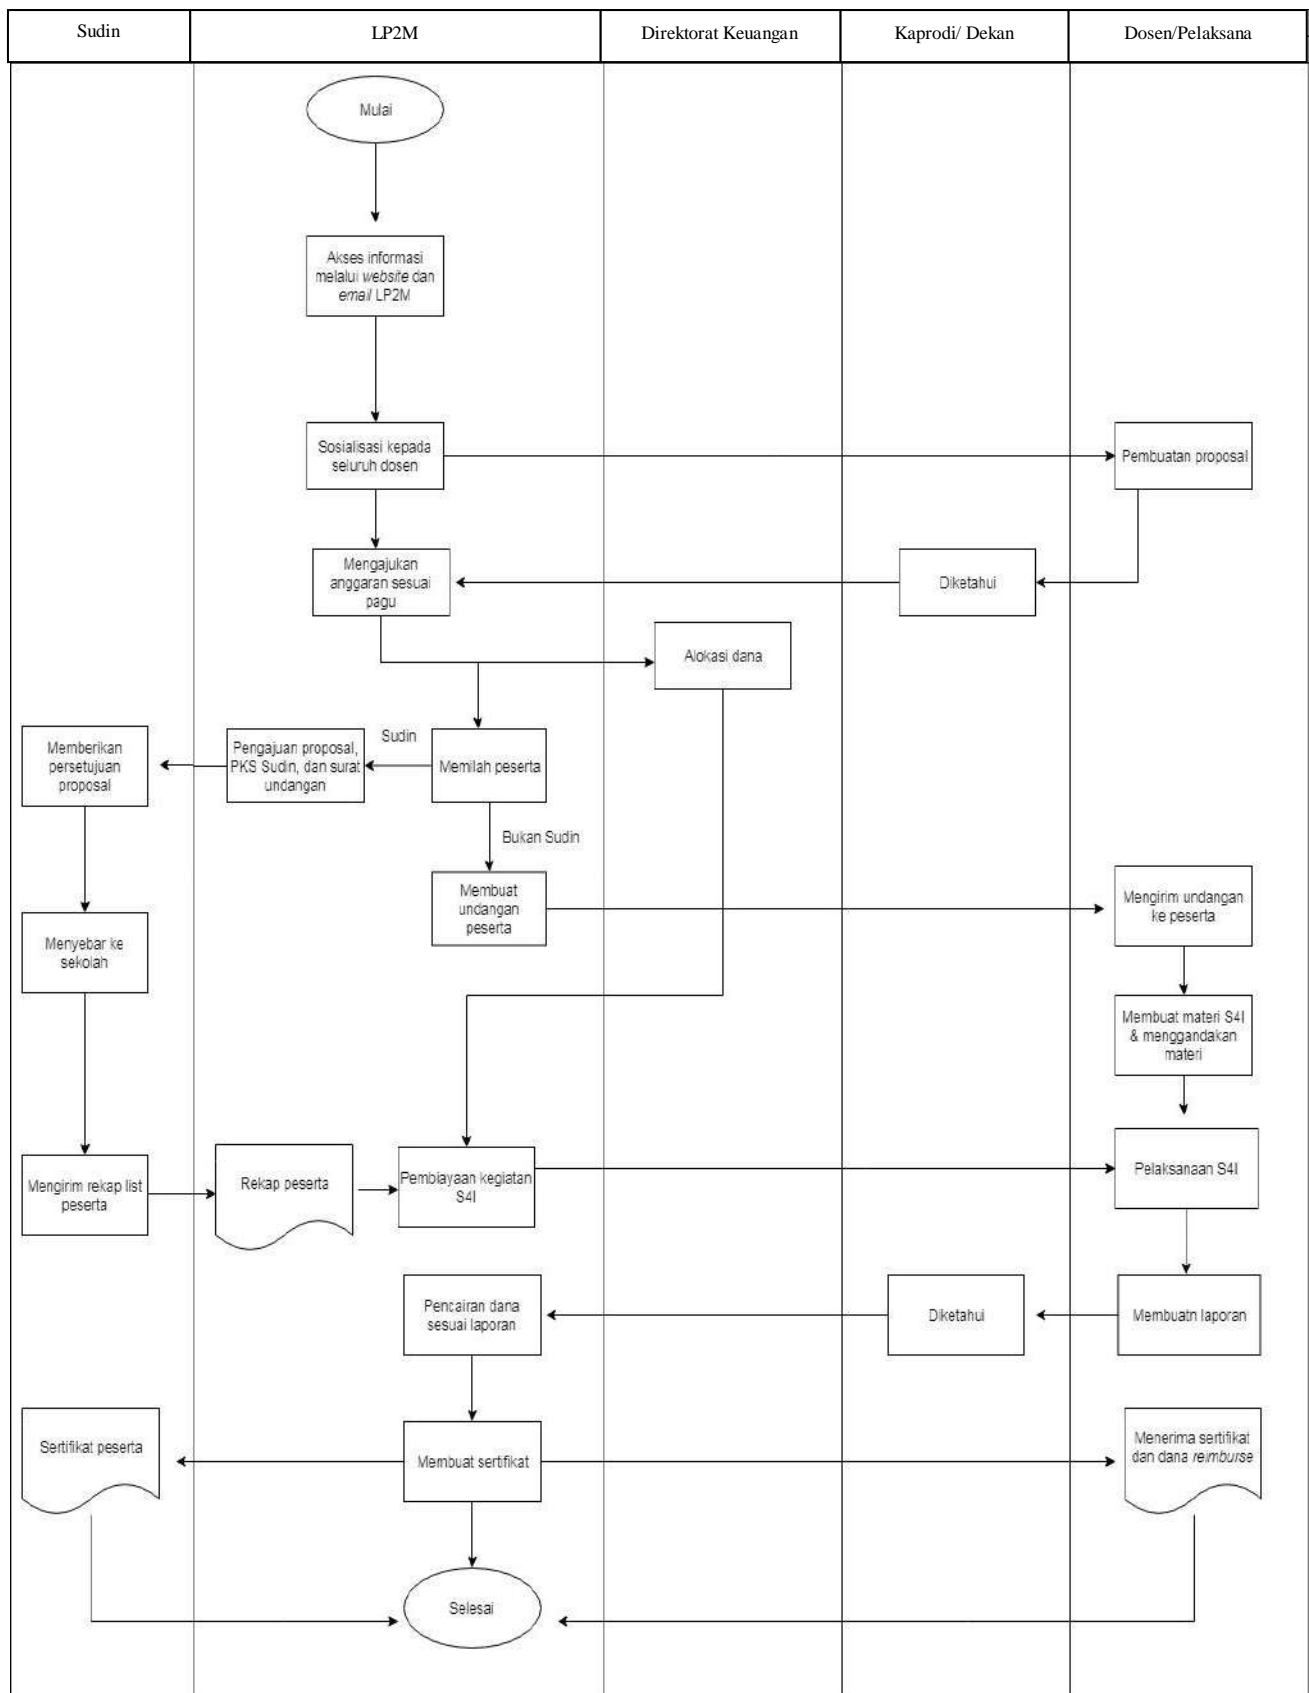 Sudin
LP2M
Direktorat Keuangan
Kaprodi/ Dekan
Dosen/Pelaksana
Mulai
Akses informasi
melalui website dan
email LP2M
Sosialisasi kepada
seluruh dosen
Pembuatan proposal
Mengajukan
anggaran sesuai
pagu
Diketahui
Alokasi dana
Memberikan
persetujuan
proposal
Pengajuan proposal,
PKS Sudin, dan surat
undangan
Sudin
Memilah peserta
Bukan Sudin
Membuat
undangan
peserta
Mengirim undangan
ke peserta
Menyebar ke
sekolah
Membuat materi S4I
& menggandakan
materi
Mengirim rekap list
peserta
Rekap peserta
Pembiayaan kegiatan
S4I
Pelaksanaan S4I
Pencairan dana
sesuai laporan
Diketahui
Membuatn laporan
Sertifikat peserta
Membuat sertifikat
Menerima sertifikat
dan dana reimburse
Selesai